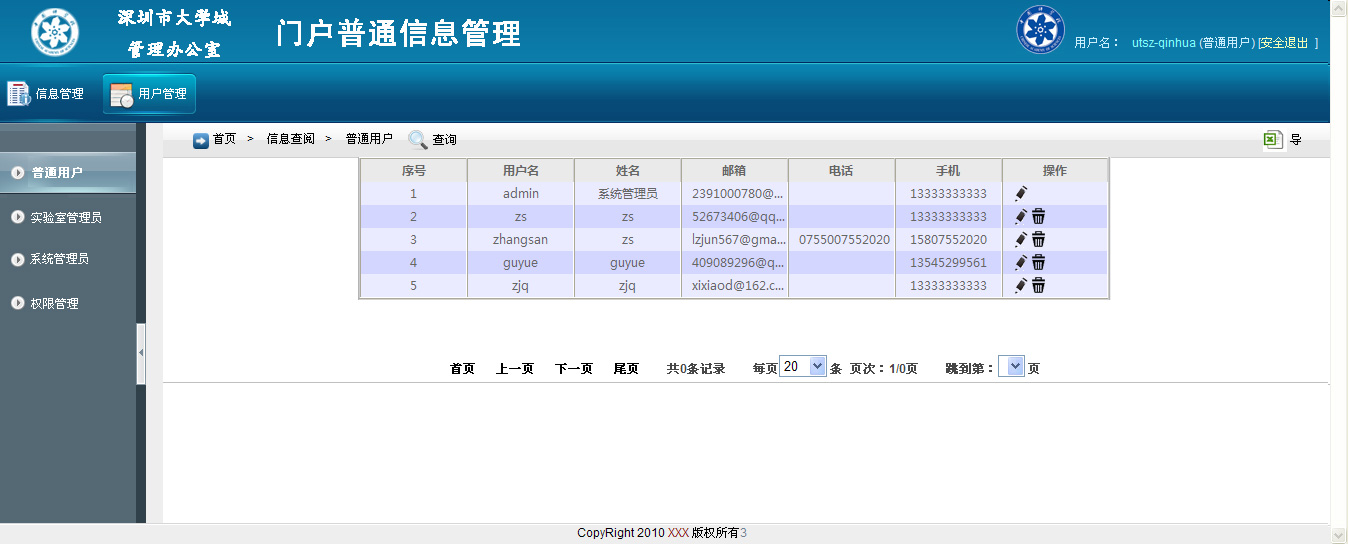 深圳市大学城
管理办公室
门户普通信息管理
用户名： utsz-qinhua (普通用户) [安全退出 ]
信息管理
用户管理
首页 > 信息查阅 > 普通用户 查询 导
普通用户
实验室管理员
系统管理员
权限管理
序号 用户名 姓名 邮箱 电话 手机 操作
1 admin 系统管理员 2391000780@... 13333333333
2 zs zs 52673406@qq... 13333333333
3 zhangsan zs lzjun567@gma... 0755007552020 15807552020
4 guyue guyue 409089296@q... 13545299561
5 zjq zjq xixiaod@162.c... 13333333333
首页 上一页 下一页 尾页 共0条记录 每页 20 条 页次：1/0页 跳到第： 页
CopyRight 2010 XXX 版权所有3